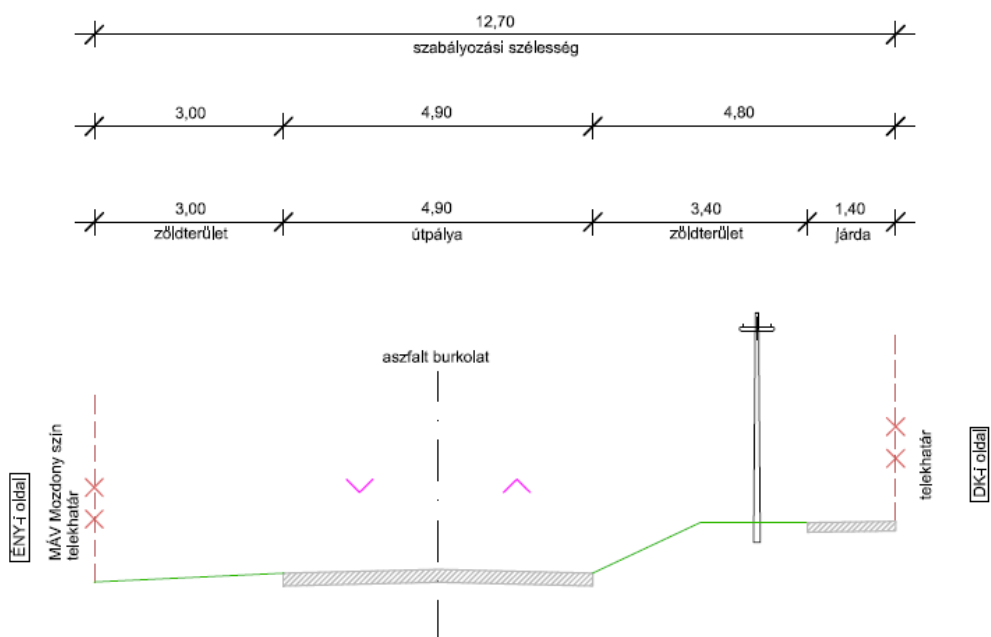 12,70
szabályozási szélesség
3,00
4,90
4,80
3,00
4,90
3,40
1,40
zöldterület
útpálya
zöldterület
járda
aszfalt burkolat
ÉNY-i oldal
MÁV Mozdony szín
telekhatár
telekhatár
DK-i oldal